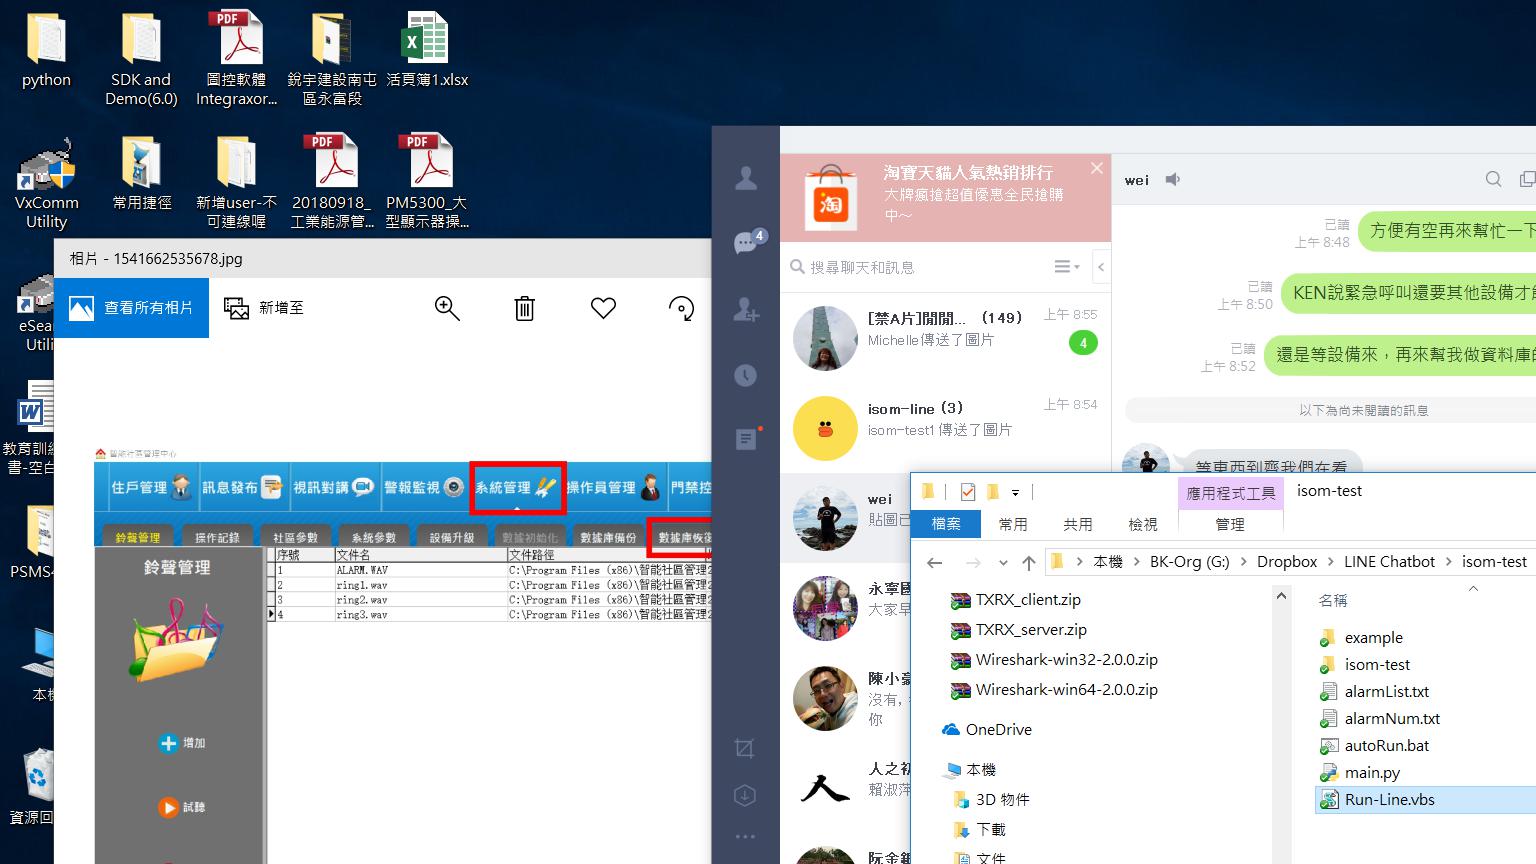 python
SDK and
Demo(6.0)
圖控軟體
Integraxor...
銳宇建設南屯
區永富段
活頁簿1.xlsx
VxComm
Utility
常用捷徑
新增user-不
可連線喔
20180918_
工業能源管...
PM5300_大
型顯示器操...
eSear
Utili
教育訓練
書-空白
PSMS4
本機
資源回
相片 - 1541662535678.jpg
查看所有相片
新增至
智能社區管理中心
住戶管理
訊息發布
視訊對講
警報監視
系統管理
操作員管理
門禁控
鈴聲管理
操作記錄
社區參數
系統參數
設備升級
數據初始化
數據庫備份
數據庫恢復
鈴聲管理
增加
試聽
序號 文件名 文件路徑
1 ALARM.WAV C:\Program Files (x86)\智能社區管理2
2 ring1.wav C:\Program Files (x86)\智能社區管理2
3 ring2.wav C:\Program Files (x86)\智能社區管理2
4 ring3.wav C:\Program Files (x86)\智能社區管理2
4
淘
淘寶天貓人氣熱銷排行
大牌瘋搶超值優惠全民搶購
中~
搜尋聊天和訊息
[禁A片]閒閒... (149)
上午 8:55
Michelle傳送了圖片
4
isom-line (3)
上午 8:54
isom-test1 傳送了圖片
wei
貼圖已
永寧國
大家早
陳小豪
沒有,
你
人之初
賴淑萍
阮金銀
wei
已讀
上午 8:48
方便有空再來幫忙一下
已讀
上午 8:50
KEN說緊急呼叫還要其他設備才能
已讀
上午 8:52
還是等設備來，再來幫我做資料庫的
以下為尚未閱讀的訊息
等東西到齊我們在看
應用程式工具
isom-test
檔案
常用
共用
檢視
管理
本機 > BK-Org (G:) > Dropbox > LINE Chatbot > isom-test
TXRX_client.zip
TXRX_server.zip
Wireshark-win32-2.0.0.zip
Wireshark-win64-2.0.0.zip
OneDrive
本機
3D 物件
下載
文件
名稱
example
isom-test
alarmList.txt
alarmNum.txt
autoRun.bat
main.py
Run-Line.vbs